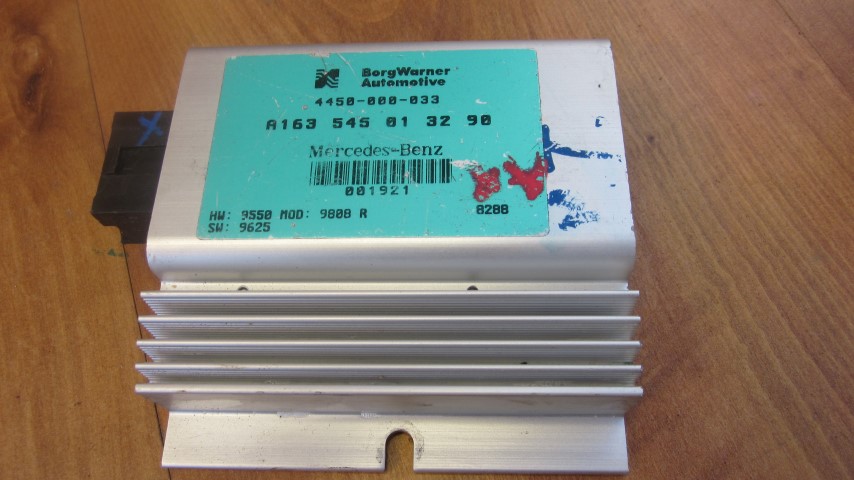 BorgWarner
Automotive
4450-000-033
A163 545 01 32 90
Mercedes-Benz
001921
HW: 9550 MOD: 9808 R
8288
SW: 9625